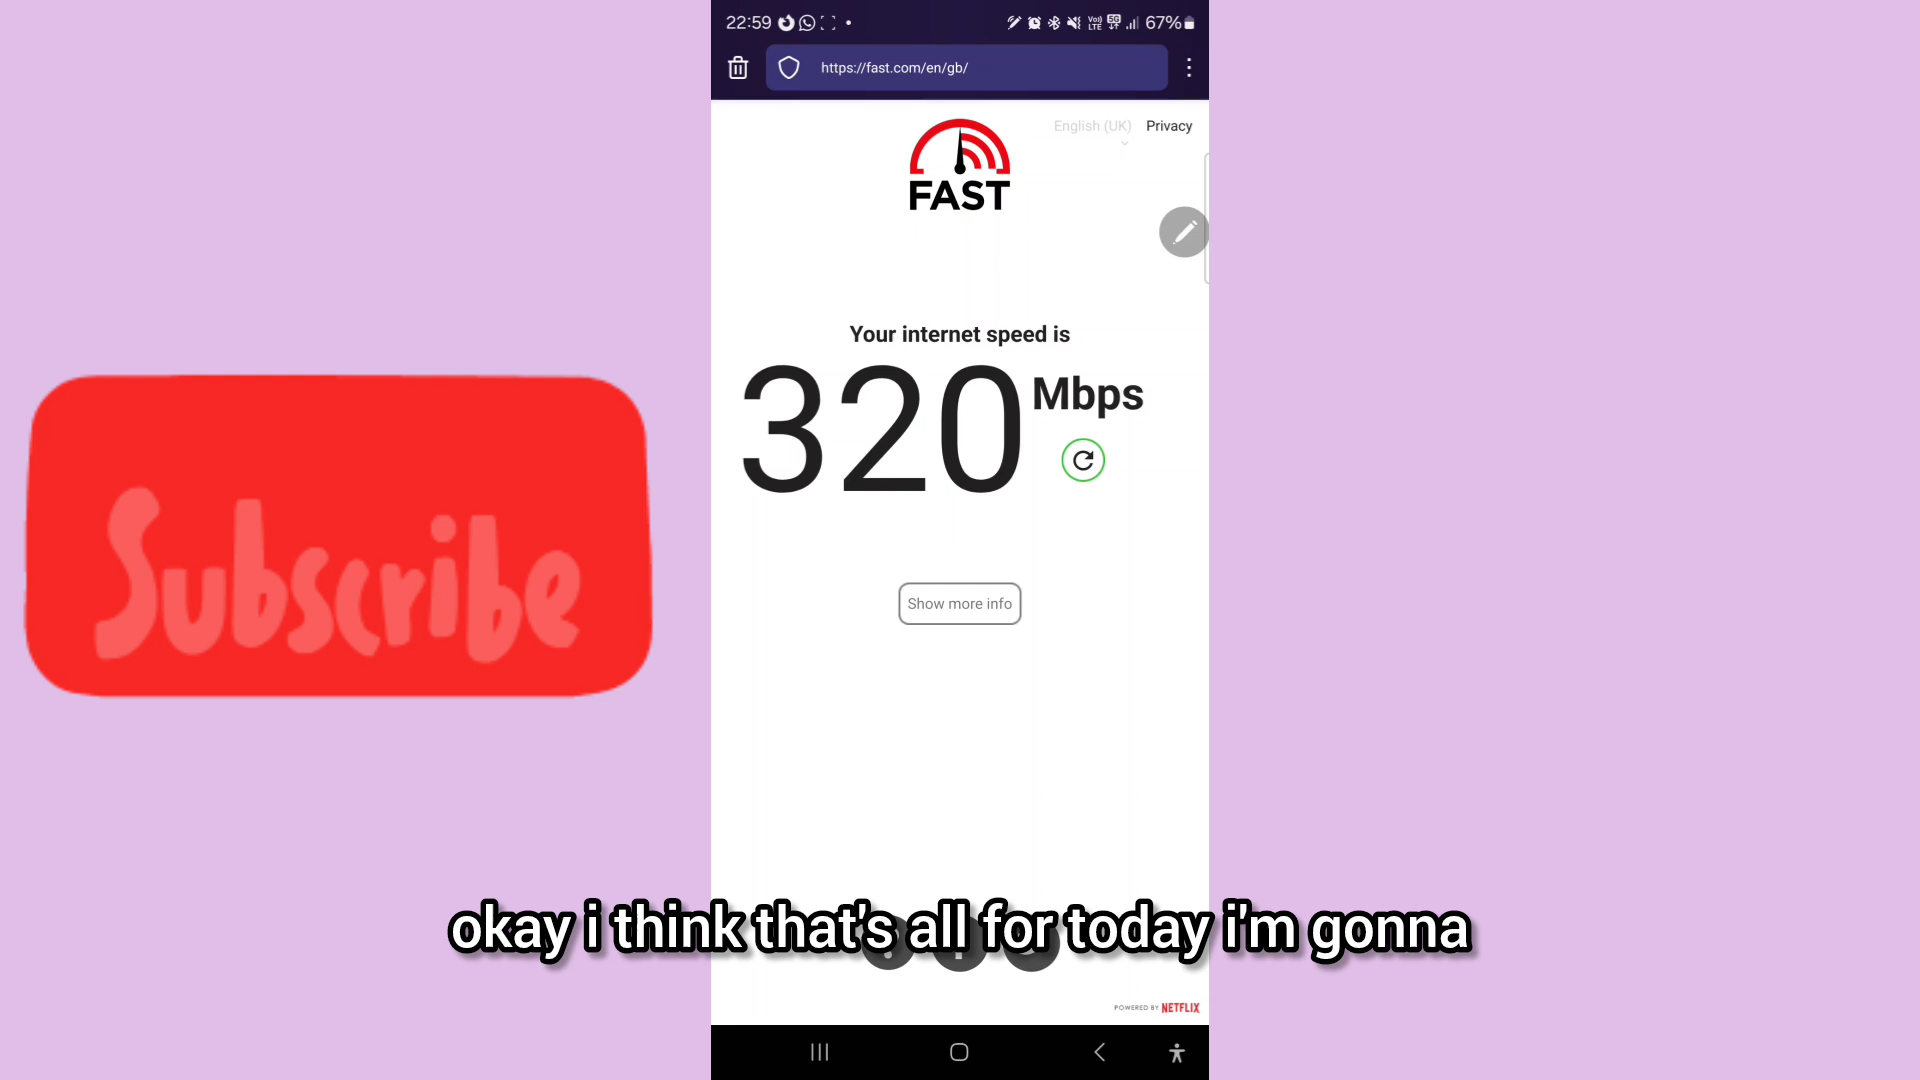 22:59
67%
https://fast.com/en/gb/
English (UK)
Privacy
FAST
Your internet speed is
320
Mbps
Show more info
Subscribe
okay i think that's all for today i'm gonna
POWERED BY NETFLIX